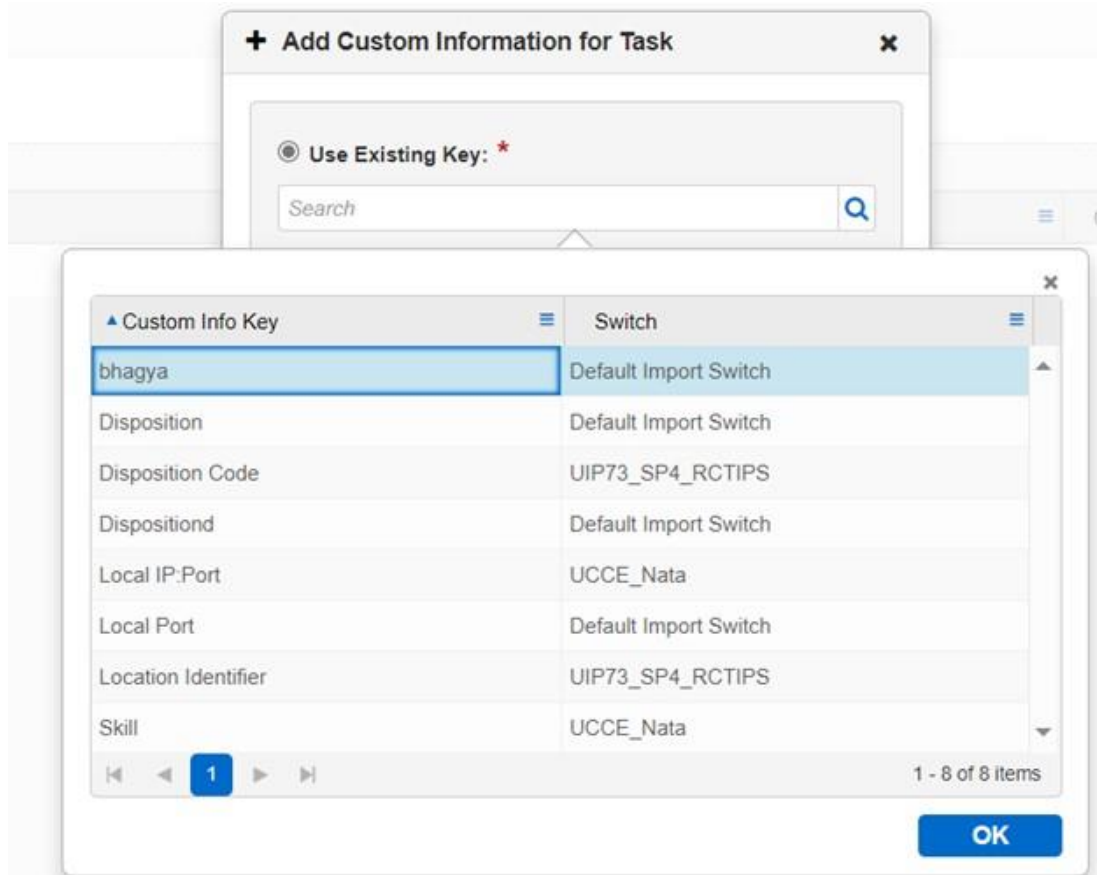 + Add Custom Information for Task
Use Existing Key: *
Search
Custom Info Key Switch
bhagya Default Import Switch
Disposition Default Import Switch
Disposition Code UIP73_SP4_RCTIPS
Dispositiond Default Import Switch
Local IP:Port UCCE_Nata
Local Port Default Import Switch
Location Identifier UIP73_SP4_RCTIPS
Skill UCCE_Nata
1 1 - 8 of 8 items
OK